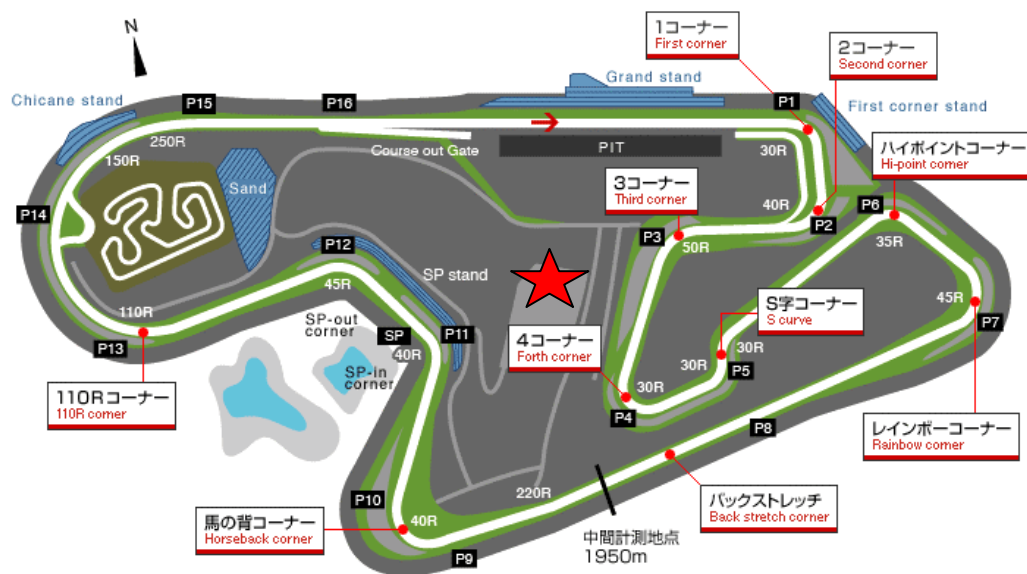 N
1コーナー
First corner
2コーナー
Second corner
Grand stand
Chicane stand
P15
P16
P1
First corner stand
250R
150R
Course out Gate
PIT
30R
ハイポイントコーナー
Hi-point corner
Sand
3コーナー
Third corner
40R
P6
P14
P12
P3
50R
P2
35R
SP stand
45R
S字コーナー
S curve
45R
110R
SP-out
corner
P13
SP
P11
40R
4コーナー
Forth corner
30R
30R
P5
P7
SP-in
corner
30R
P4
110Rコーナー
110R corner
P8
レインボーコーナー
Rainbow corner
P10
220R
バックストレッチ
Back stretch corner
馬の背コーナー
Horseback corner
40R
P9
中間計測地点
1950m